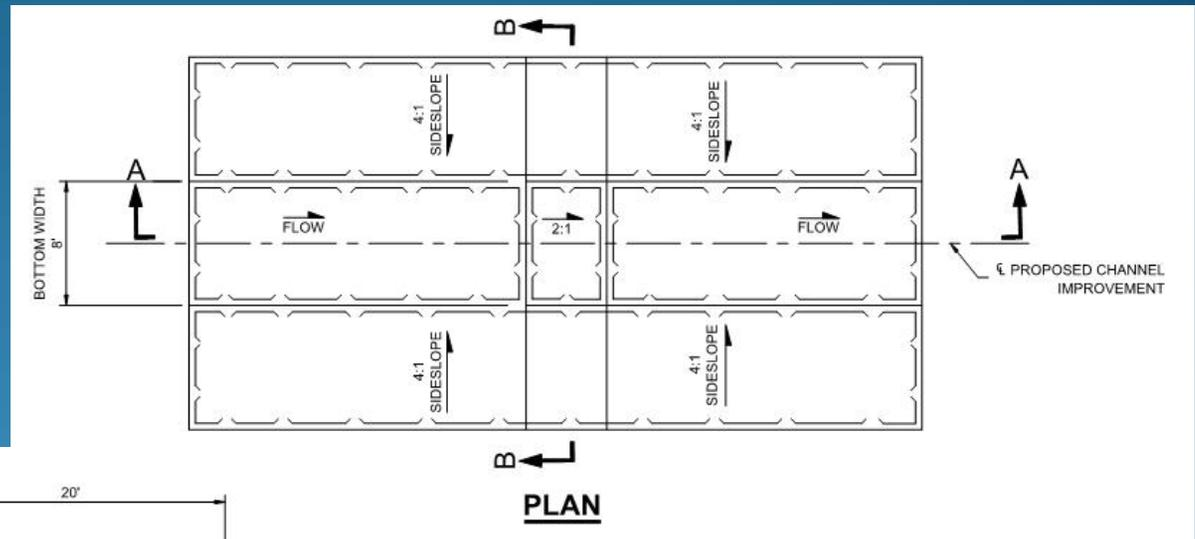 B
4:1
SIDESLOPE
4:1
SIDESLOPE
A
A
BOTTOM WIDTH
8'
FLOW
2:1
FLOW
℄ PROPOSED CHANNEL
IMPROVEMENT
4:1
SIDESLOPE
4:1
SIDESLOPE
B
20'
PLAN